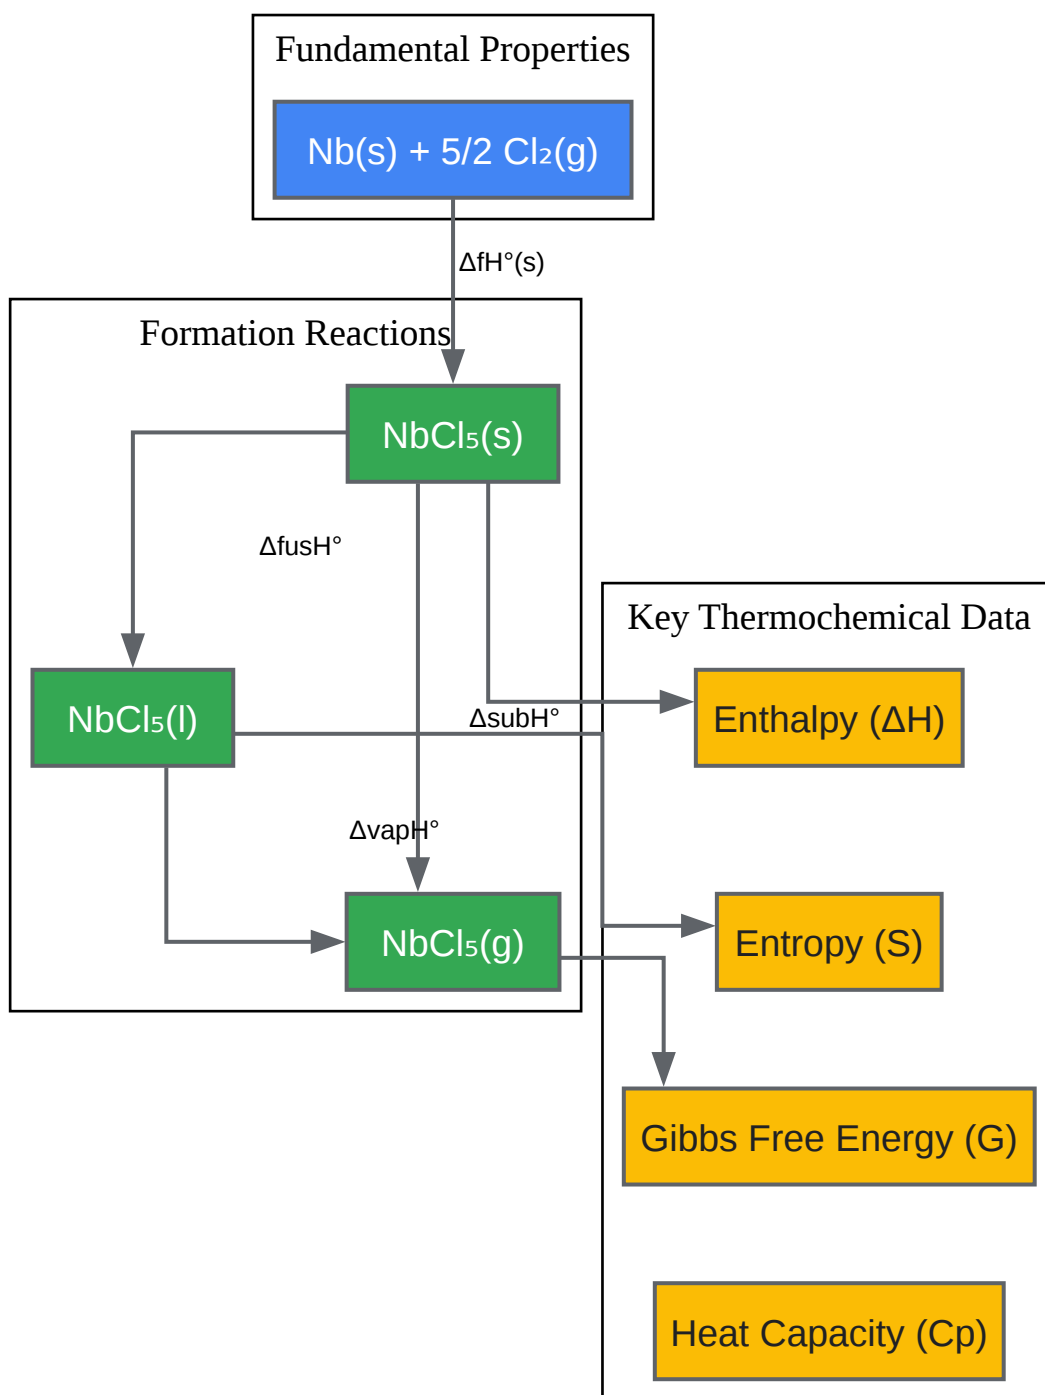 Fundamental Properties
Nb(s) + 5/2 Cl₂(g)
ΔfH°(s)
Formation Reactions
NbCl₅(s)
ΔfusH°
Key Thermochemical Data
NbCl₅(l)
ΔsubH°
Enthalpy (ΔH)
ΔvapH°
NbCl₅(g)
Entropy (S)
Gibbs Free Energy (G)
Heat Capacity (Cp)